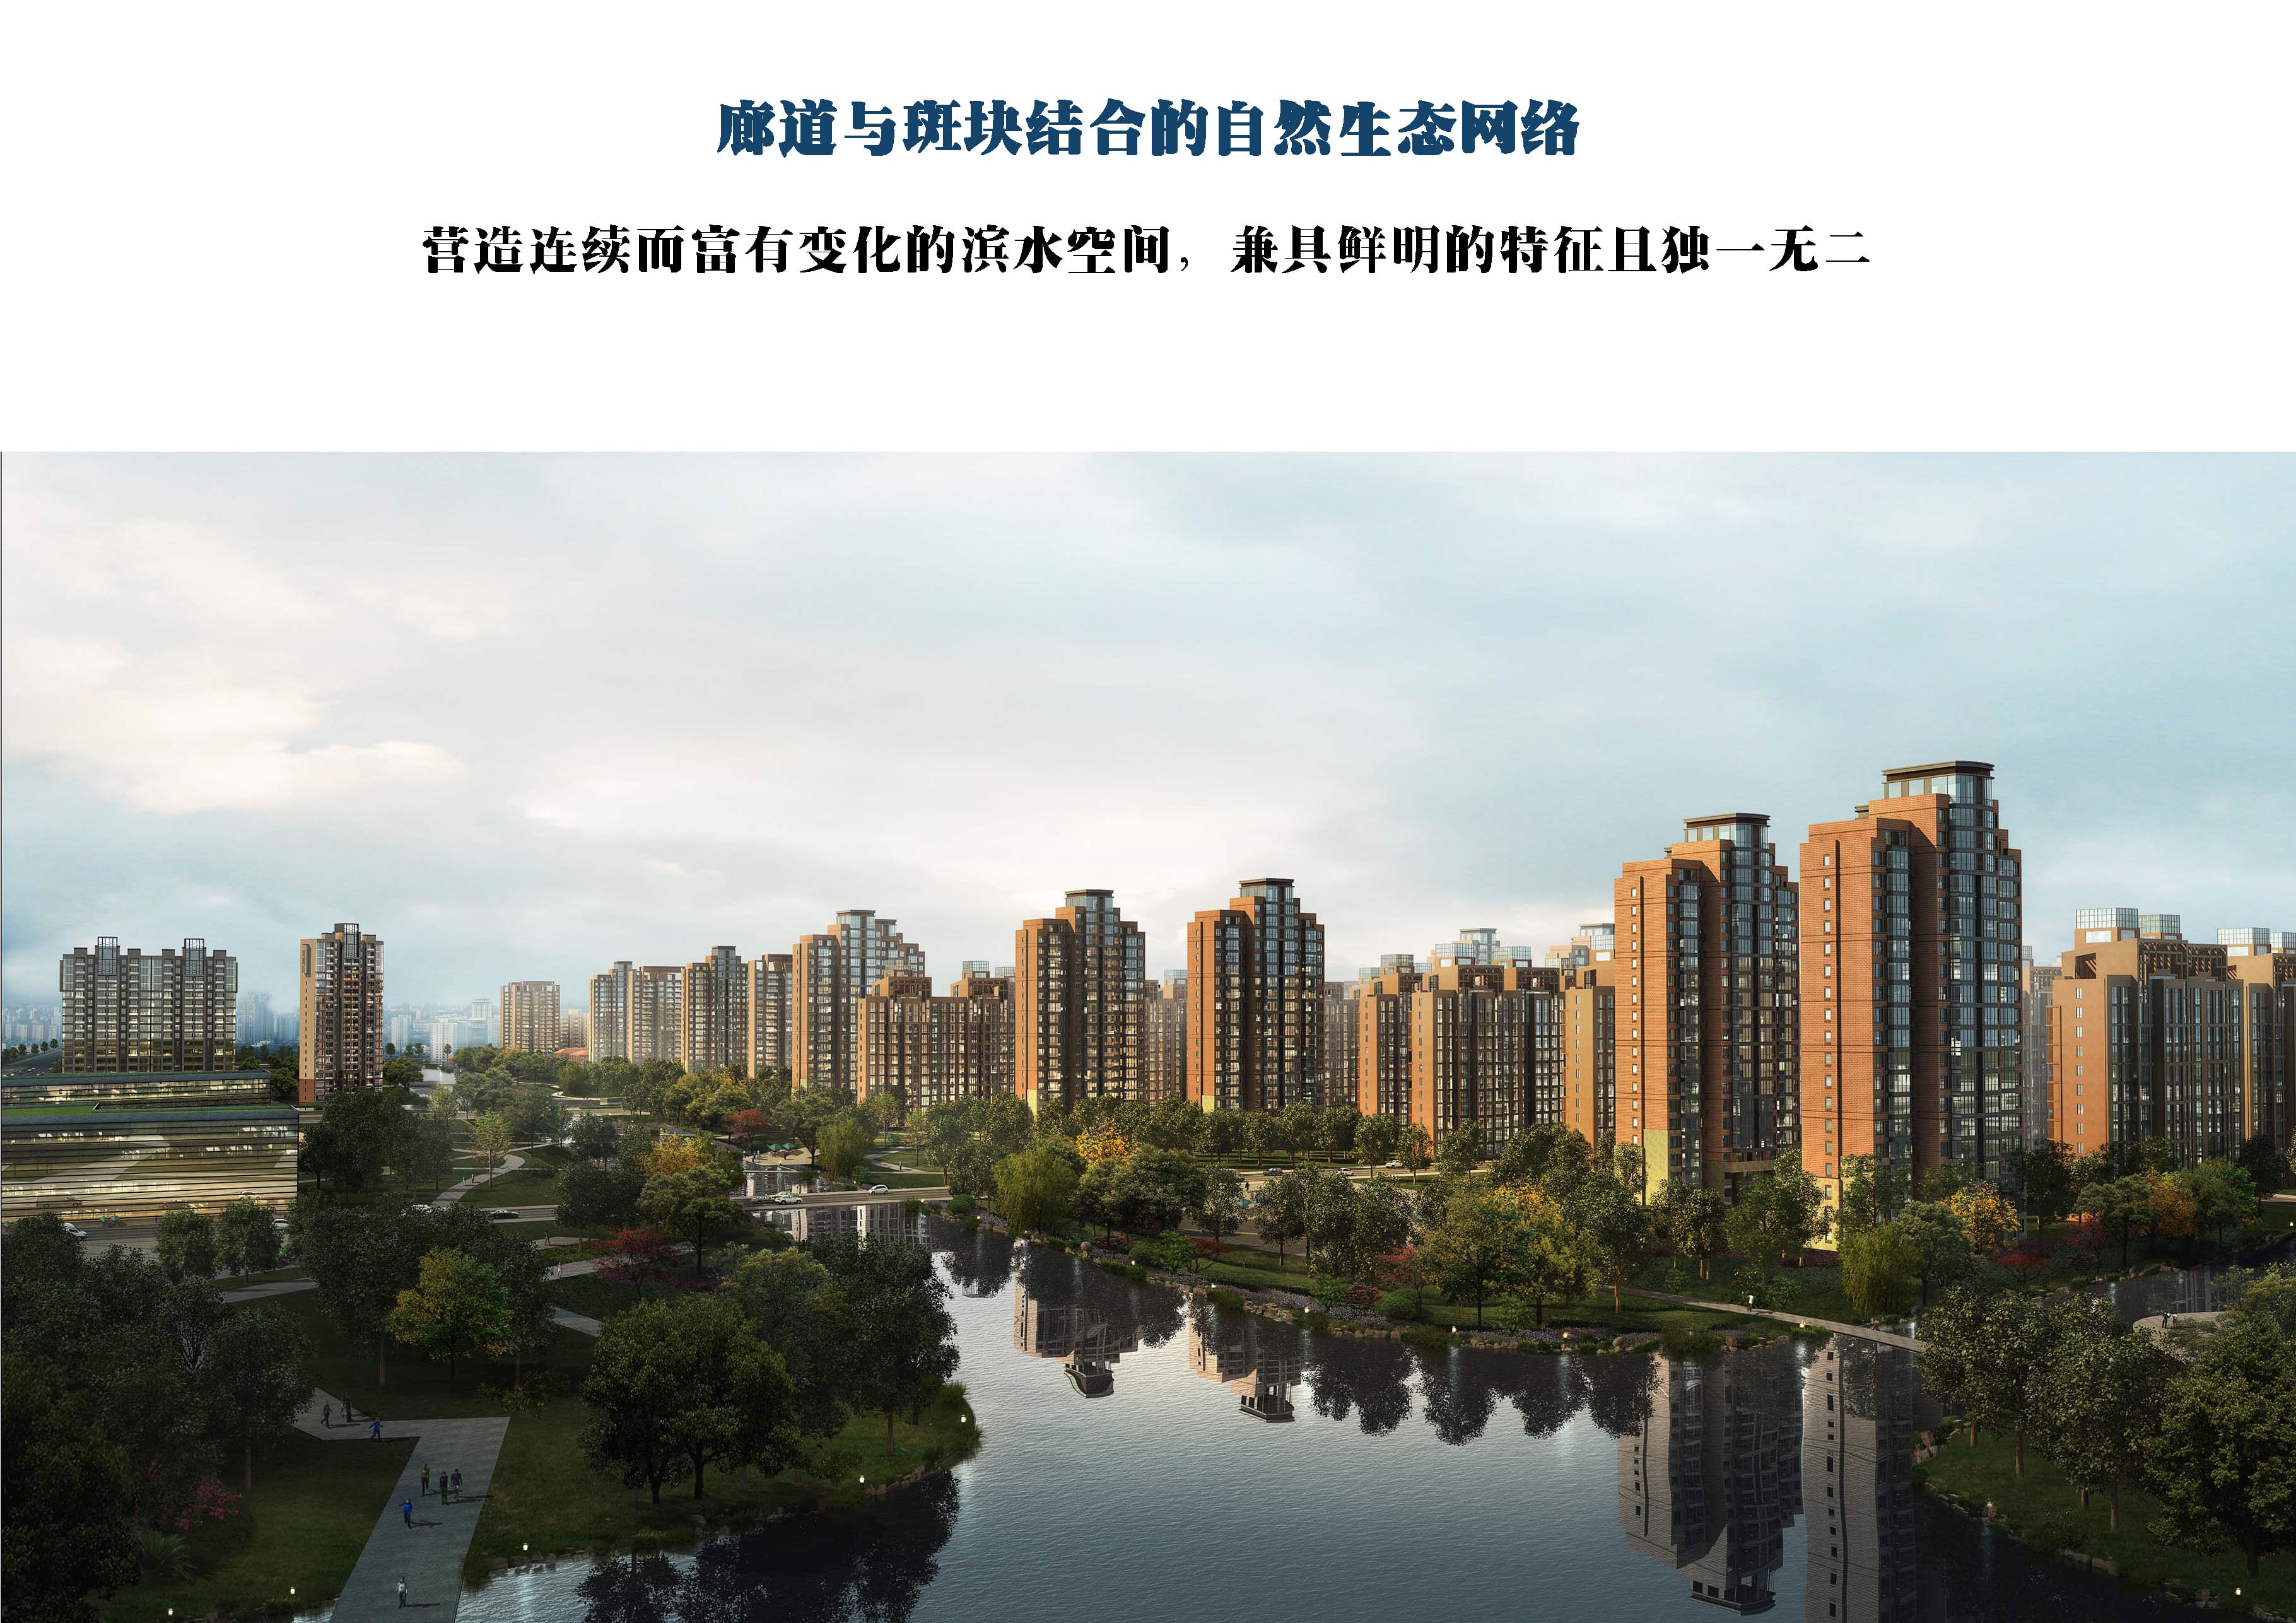 廊道与斑块结合的自然生态网络
营造连续而富有变化的滨水空间，兼具鲜明的特征且独一无二